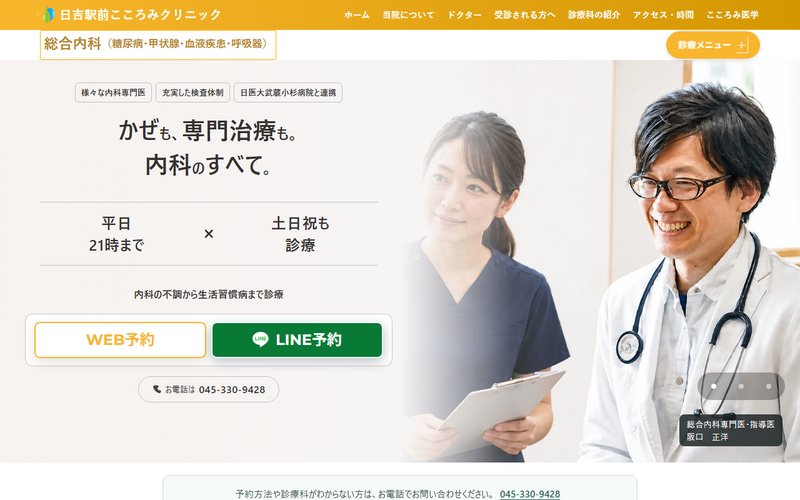 日吉駅前こころみクリニック
ホーム 当院について ドクター 受診される方へ 診療科の紹介 アクセス・時間 こころみ医学
総合内科（糖尿病・甲状腺・血液疾患・呼吸器）
診療メニュー
様々な内科専門医 充実した検査体制 日医大武蔵小杉病院と連携
かぜも、専門治療も。
内科のすべて。
平日
21時まで
×
土日祝も
診療
内科の不調から生活習慣病まで診療
WEB予約
LINE LINE予約
お電話は 045-330-9428
総合内科専門医・指導医
阪口 正洋
予約方法や診療科がわからない方は、お電話でお問い合わせください。 045-330-9428